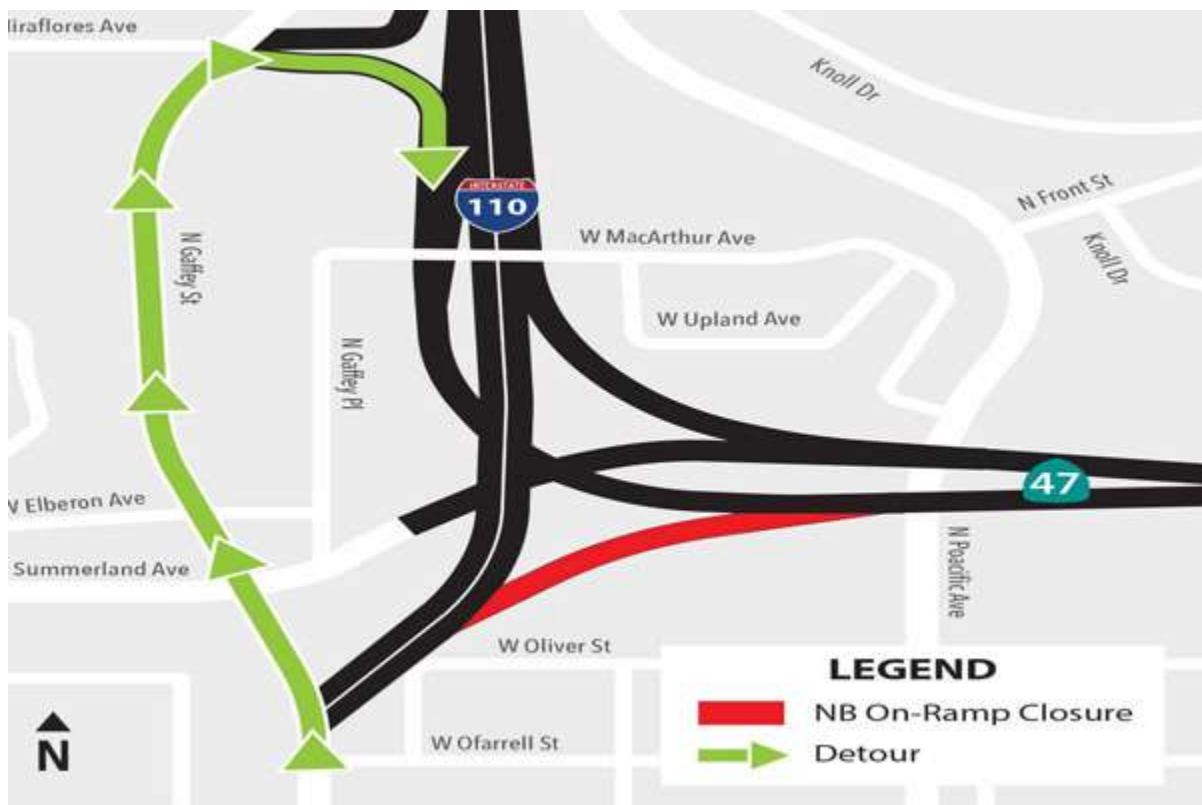 liraflores Ave
Knoll Dr
INTERSTATE
110
N Front St
Knoll Dr
W MacArthur Ave
N Gaffey St
W Upland Ave
N Gaffey Pl
47
W Elberon Ave
N Poacific Ave
Summerland Ave
W Oliver St
LEGEND
NB On-Ramp Closure
W Ofarrell St
Detour
N